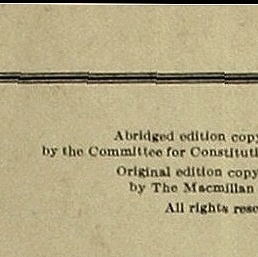 Abridged edition copy
by the Committee for Constituti
Original edition copy
by The Macmillan
All rights rese